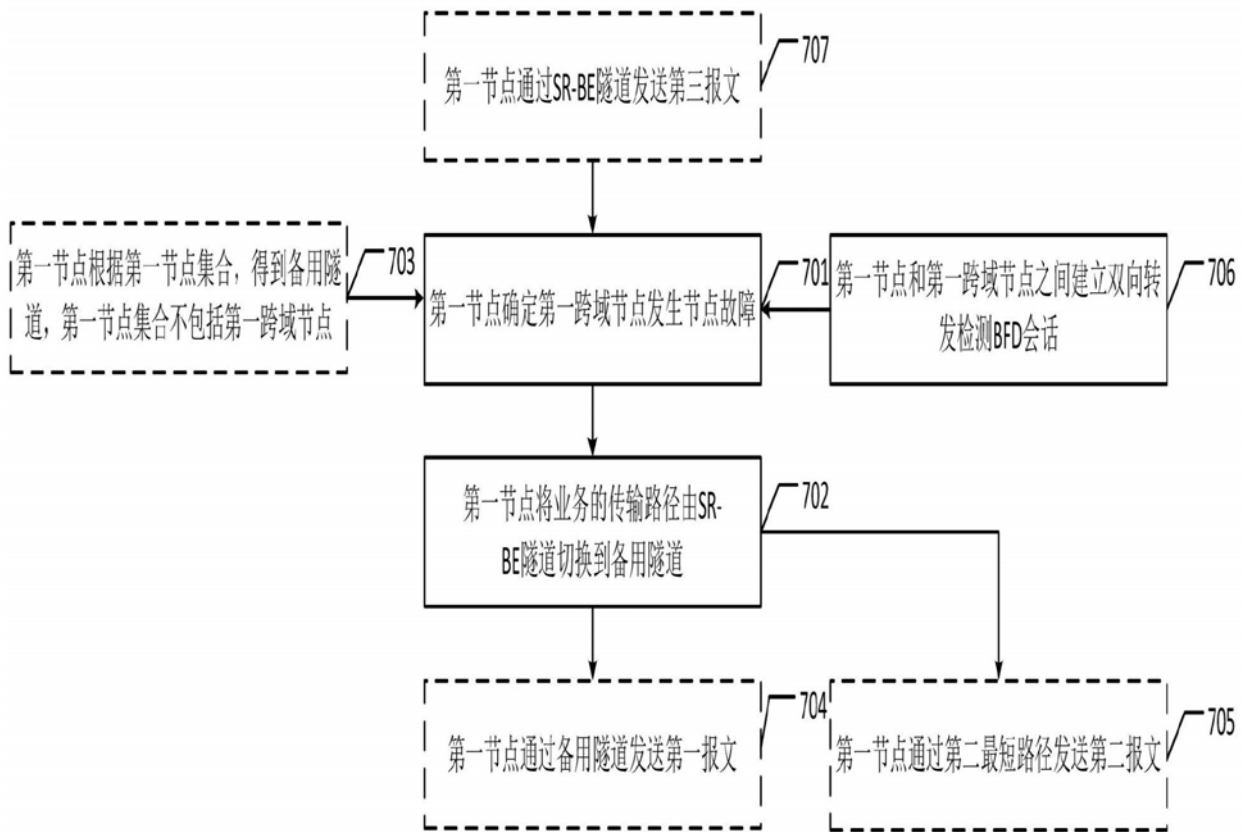 707
第一节点通过SR-BE隧道发送第三报文
第一节点根据第一节点集合，得到备用隧
道，第一节点集合不包括第一跨域节点
703
第一节点确定第一跨域节点发生节点故障
701
第一节点和第一跨域节点之间建立双向转
发检测BFD会话
706
第一节点将业务的传输路径由SR-
BE隧道切换到备用隧道
702
第一节点通过备用隧道发送第一报文
704
第一节点通过第二最短路径发送第二报文
705